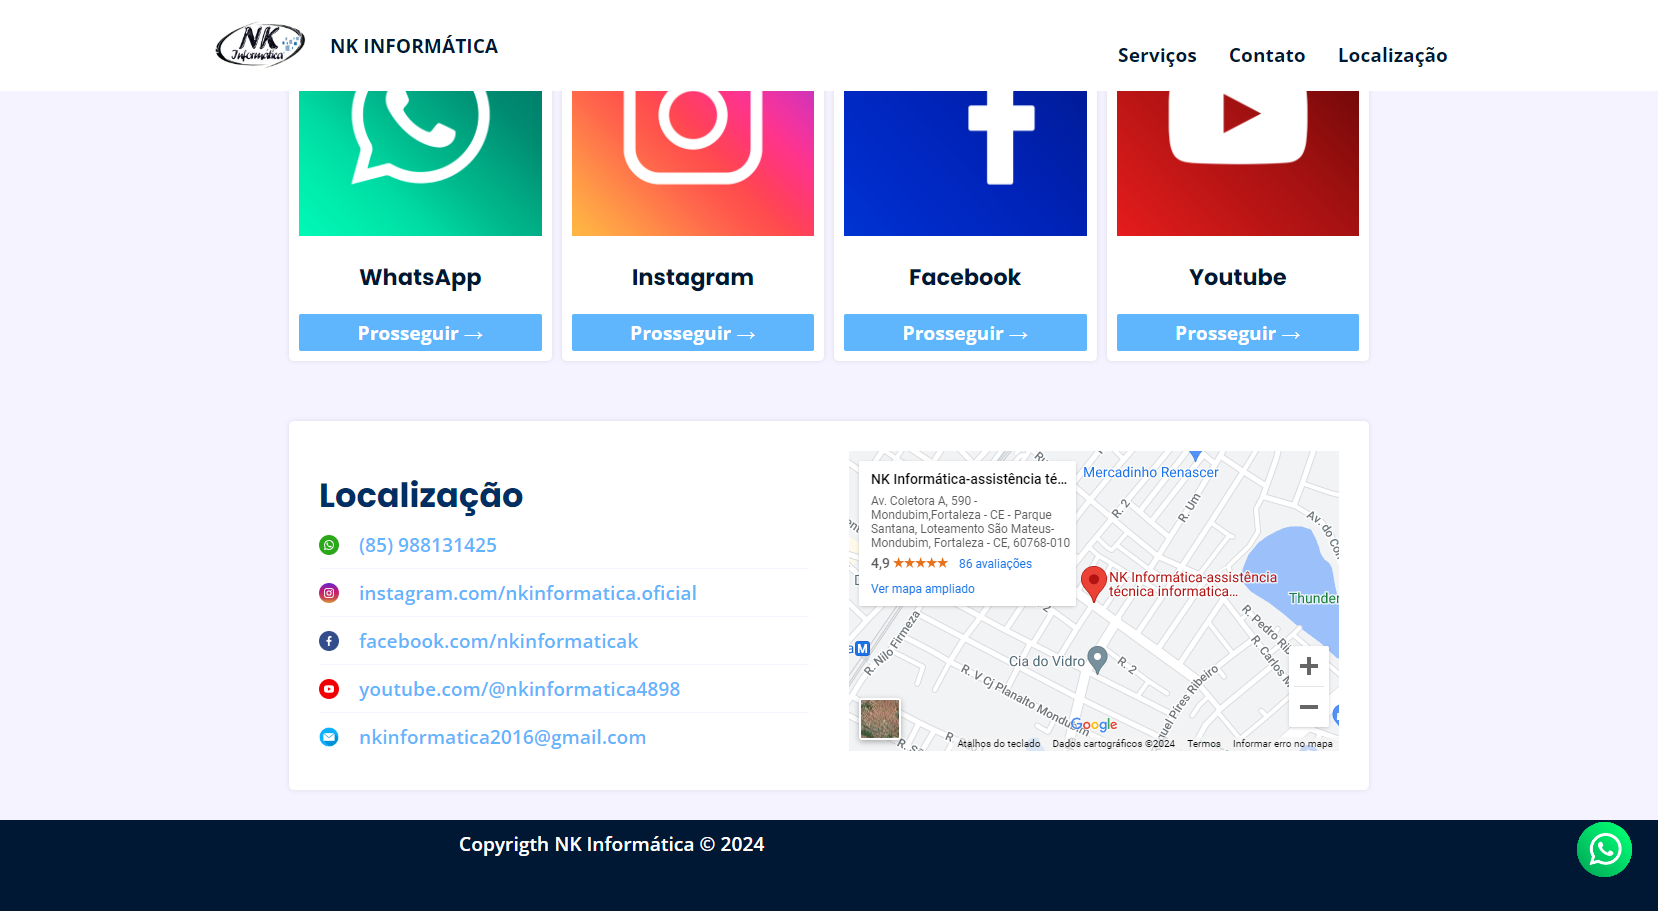 NK
Informática
NK INFORMÁTICA
Serviços
Contato
Localização
WhatsApp
Instagram
Facebook
Youtube
Prosseguir →
Prosseguir →
Prosseguir →
Prosseguir →
Localização
(85) 988131425
instagram.com/nkinformatica.oficial
facebook.com/nkinformaticak
youtube.com/@nkinformatica4898
nkinformatica2016@gmail.com
NK Informática-assistência té...
Av. Coletora A, 590 -
Mondubim,Fortaleza - CE - Parque
Santana, Loteamento São Mateus-
Mondubim, Fortaleza - CE, 60768-010
4,9 ★★★★★ 86 avaliações
Ver mapa ampliado
Mercadinho Renascer
R. 2
R. Um
Av. do Co
NK Informática-assistência
técnica informatica...
Thunder
R. Pedro Rib
R. Carlos M
M
R. Nilo Firmeza
Cia do Vidro
R. 2
R. V Cj Planalto Mondubim
uel Pires Ribeiro
Google
Atalhos do teclado
Dados cartográficos ©2024
Termos
Informar erro no mapa
Copyrigth NK Informática © 2024